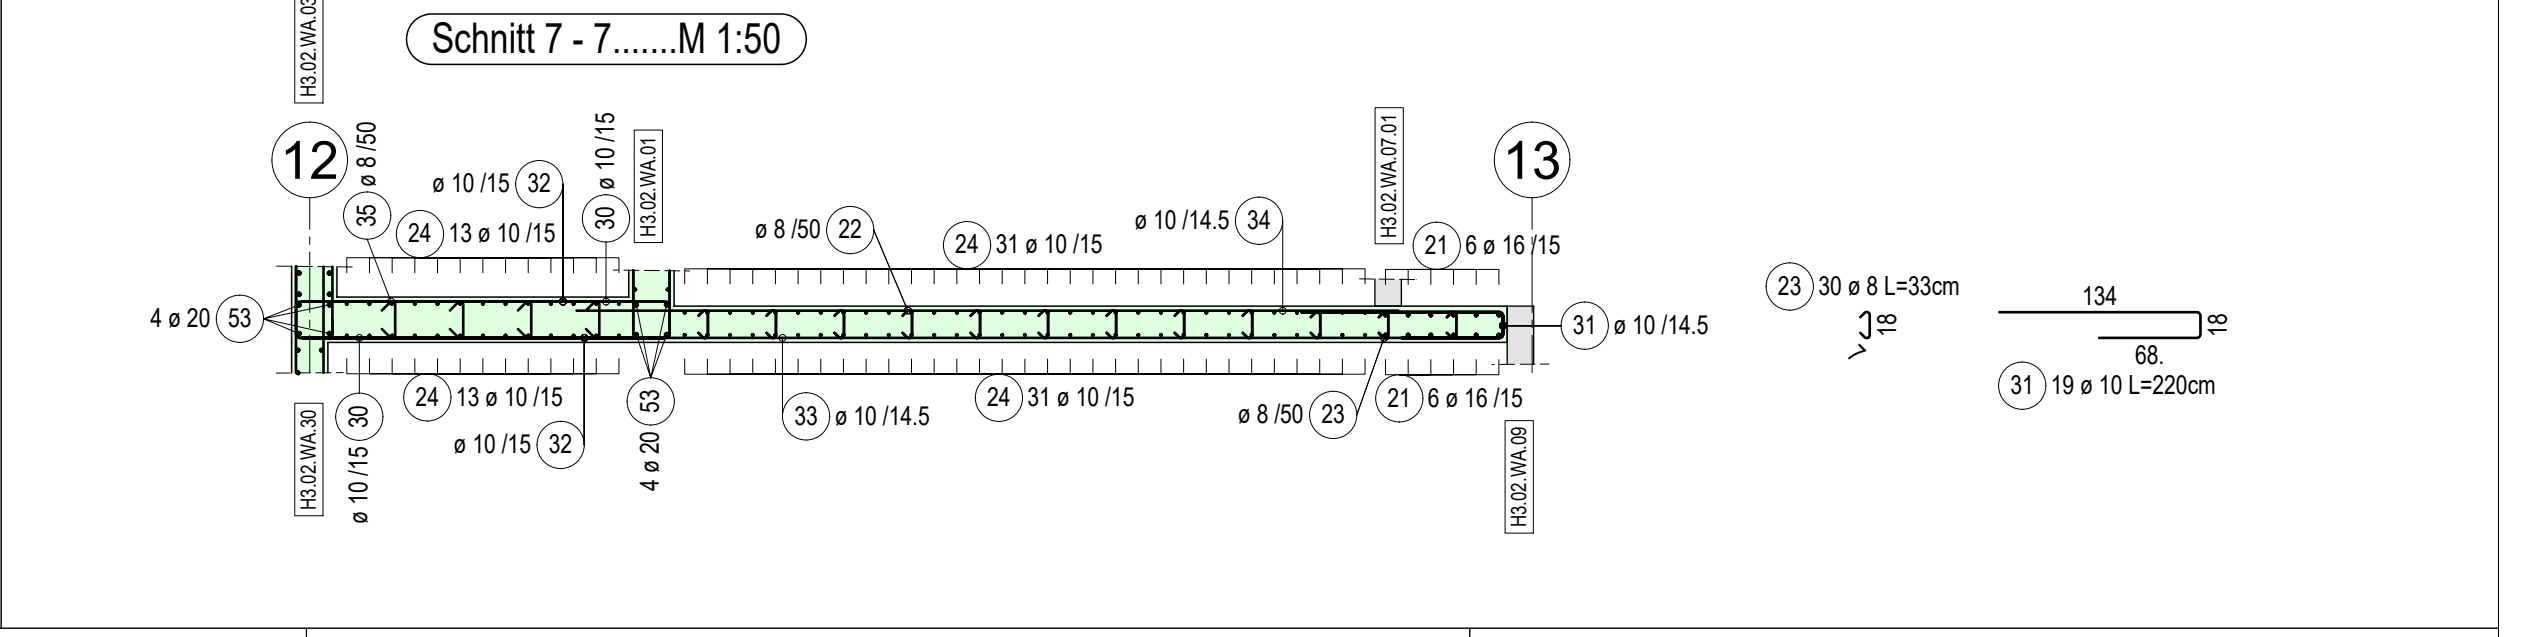 Schnitt 7 - 7.......M 1:50
H3.02.WA.03
12
ø 8 /50
35
24 13 ø 10 /15
ø 10 /15 32
30 ø 10 /15
H3.02.WA.01
ø 8 /50 22
24 31 ø 10 /15
ø 10 /14.5 34
H3.02.WA.07.01
13
21 6 ø 16 /15
4 ø 20 53
31 ø 10 /14.5
H3.02.WA.30
ø 10 /15 30
24 13 ø 10 /15
ø 10 /15 32
4 ø 20 53
33 ø 10 /14.5
24 31 ø 10 /15
ø 8 /50 23
21 6 ø 16 /15
H3.02.WA.09
23 30 ø 8 L=33cm
18
134
18
68.
31 19 ø 10 L=220cm